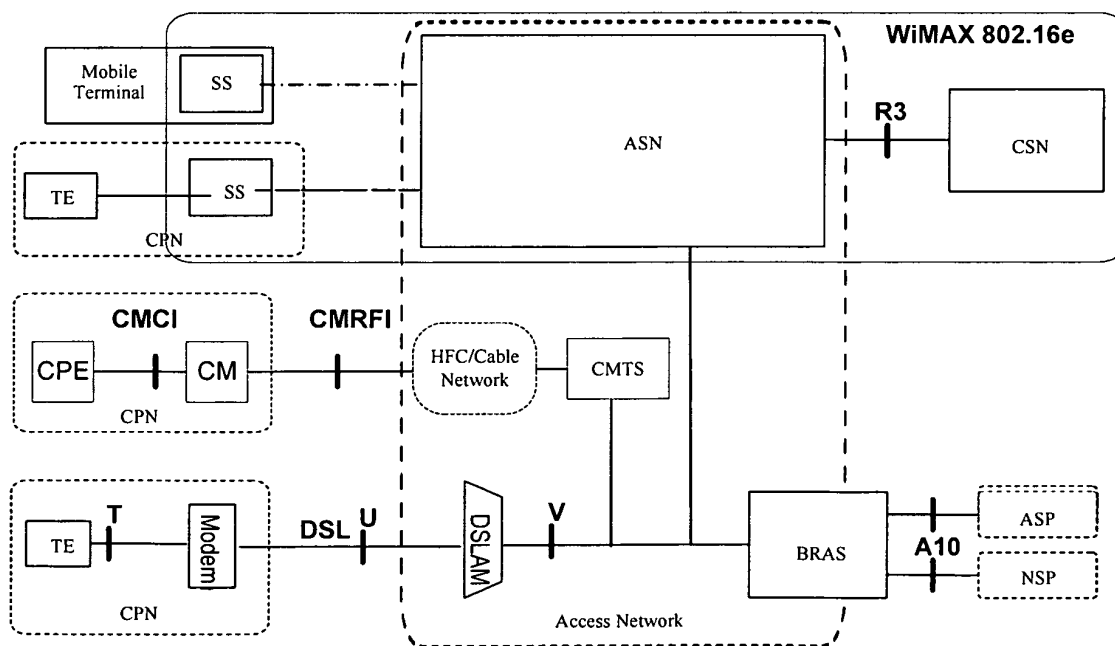 WiMAX 802.16e
Mobile
Terminal
SS
ASN
R3
CSN
TE
SS
CPN
CMCI
CMRFI
CPE
CM
CPN
HFC/Cable
Network
CMTS
T
Modem
DSL
U
DSLAM
V
TE
CPN
BRAS
A10
ASP
NSP
Access Network